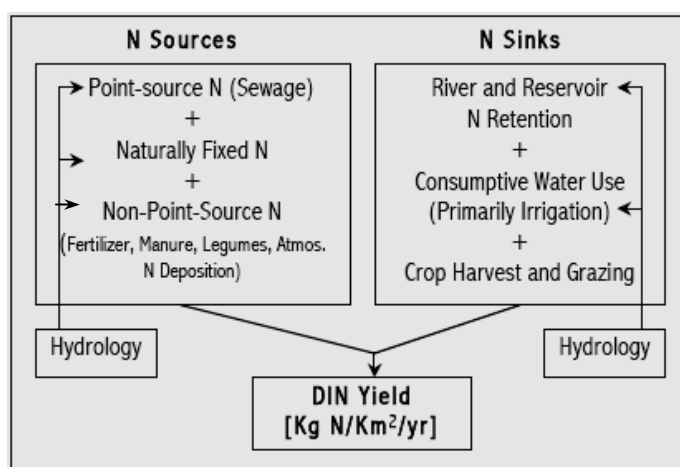 N Sources
Point-source N (Sewage)
+
Naturally Fixed N
+
Non-Point-Source N
(Fertilizer, Manure, Legumes, Atmos.
N Deposition)
Hydrology
N Sinks
River and Reservoir
N Retention
+
Consumptive Water Use
(Primarily Irrigation)
+
Crop Harvest and Grazing
Hydrology
DIN Yield
[Kg N/Km²/yr]